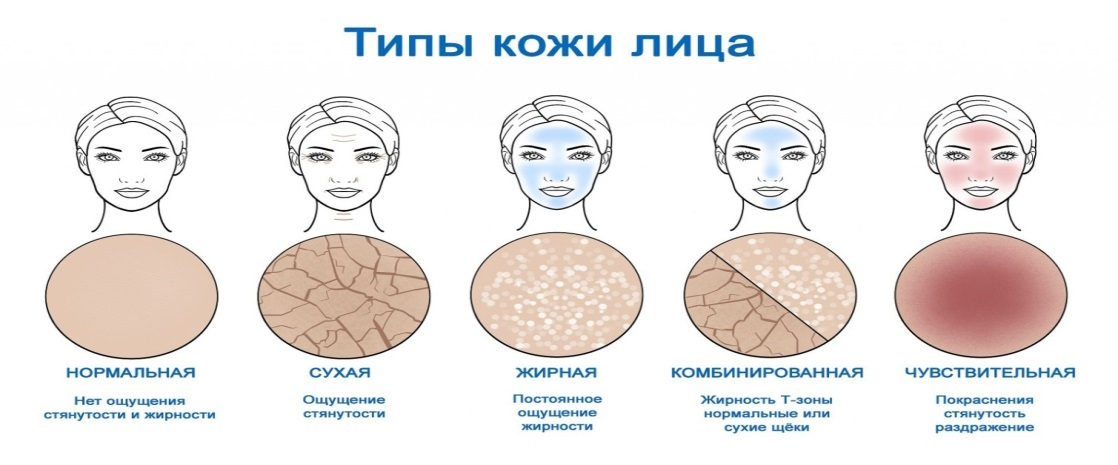 Типы кожи лица
НОРМАЛЬНАЯ
Нет ощущения
стянутости и жирности
СУХАЯ
Ощущение
стянутости
ЖИРНАЯ
Постоянное
ощущение
жирности
КОМБИНИРОВАННАЯ
Жирность Т-зоны
нормальные или
сухие щёки
ЧУВСТВИТЕЛЬНАЯ
Покраснения
стянутость
раздражение